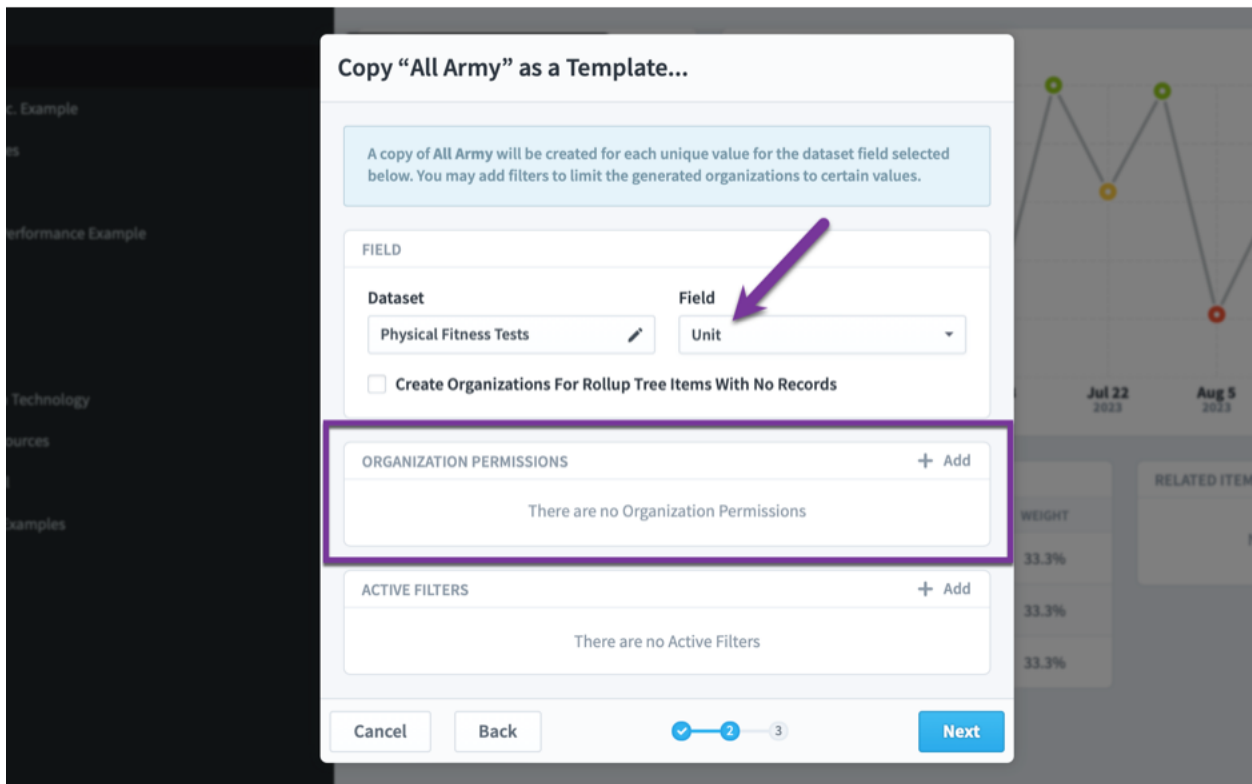 Copy “All Army” as a Template...
A copy of All Army will be created for each unique value for the dataset field selected
below. You may add filters to limit the generated organizations to certain values.
FIELD
Dataset
Field
Physical Fitness Tests
Unit
Create Organizations For Rollup Tree Items With No Records
ORGANIZATION PERMISSIONS
+ Add
There are no Organization Permissions
ACTIVE FILTERS
+ Add
There are no Active Filters
Cancel
Back
2
3
Next
c. Example
es
erformance Example
Technology
ources
Examples
Jul 22
2023
Aug 5
2023
RELATED ITEM
WEIGHT
33.3%
33.3%
33.3%